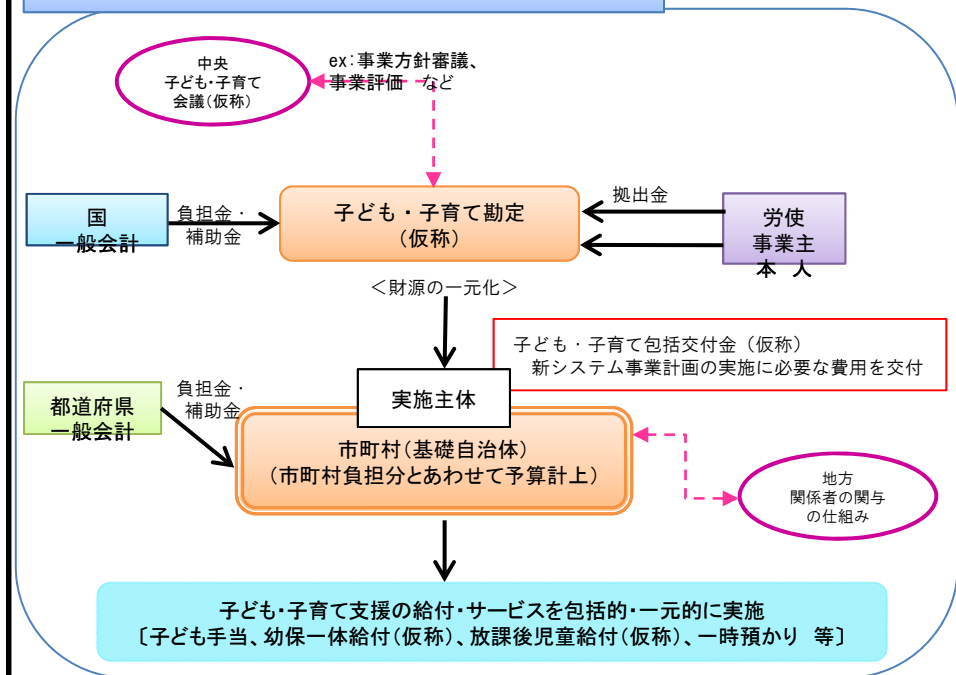 中央
子ども・子育て
会議(仮称)
ex:事業方針審議、
事業評価 など
国
一般会計
負担金・
補助金
子ども・子育て勘定
(仮称)
拠出金
労使
事業主
本 人
＜財源の一元化＞
子ども・子育て包括交付金（仮称）
新システム事業計画の実施に必要な費用を交付
都道府県
一般会計
負担金・
補助金
実施主体
市町村(基礎自治体)
(市町村負担分とあわせて予算計上)
地方
関係者の関与
の仕組み
子ども・子育て支援の給付・サービスを包括的・一元的に実施
〔子ども手当、幼保一体給付(仮称)、放課後児童給付(仮称)、一時預かり 等〕